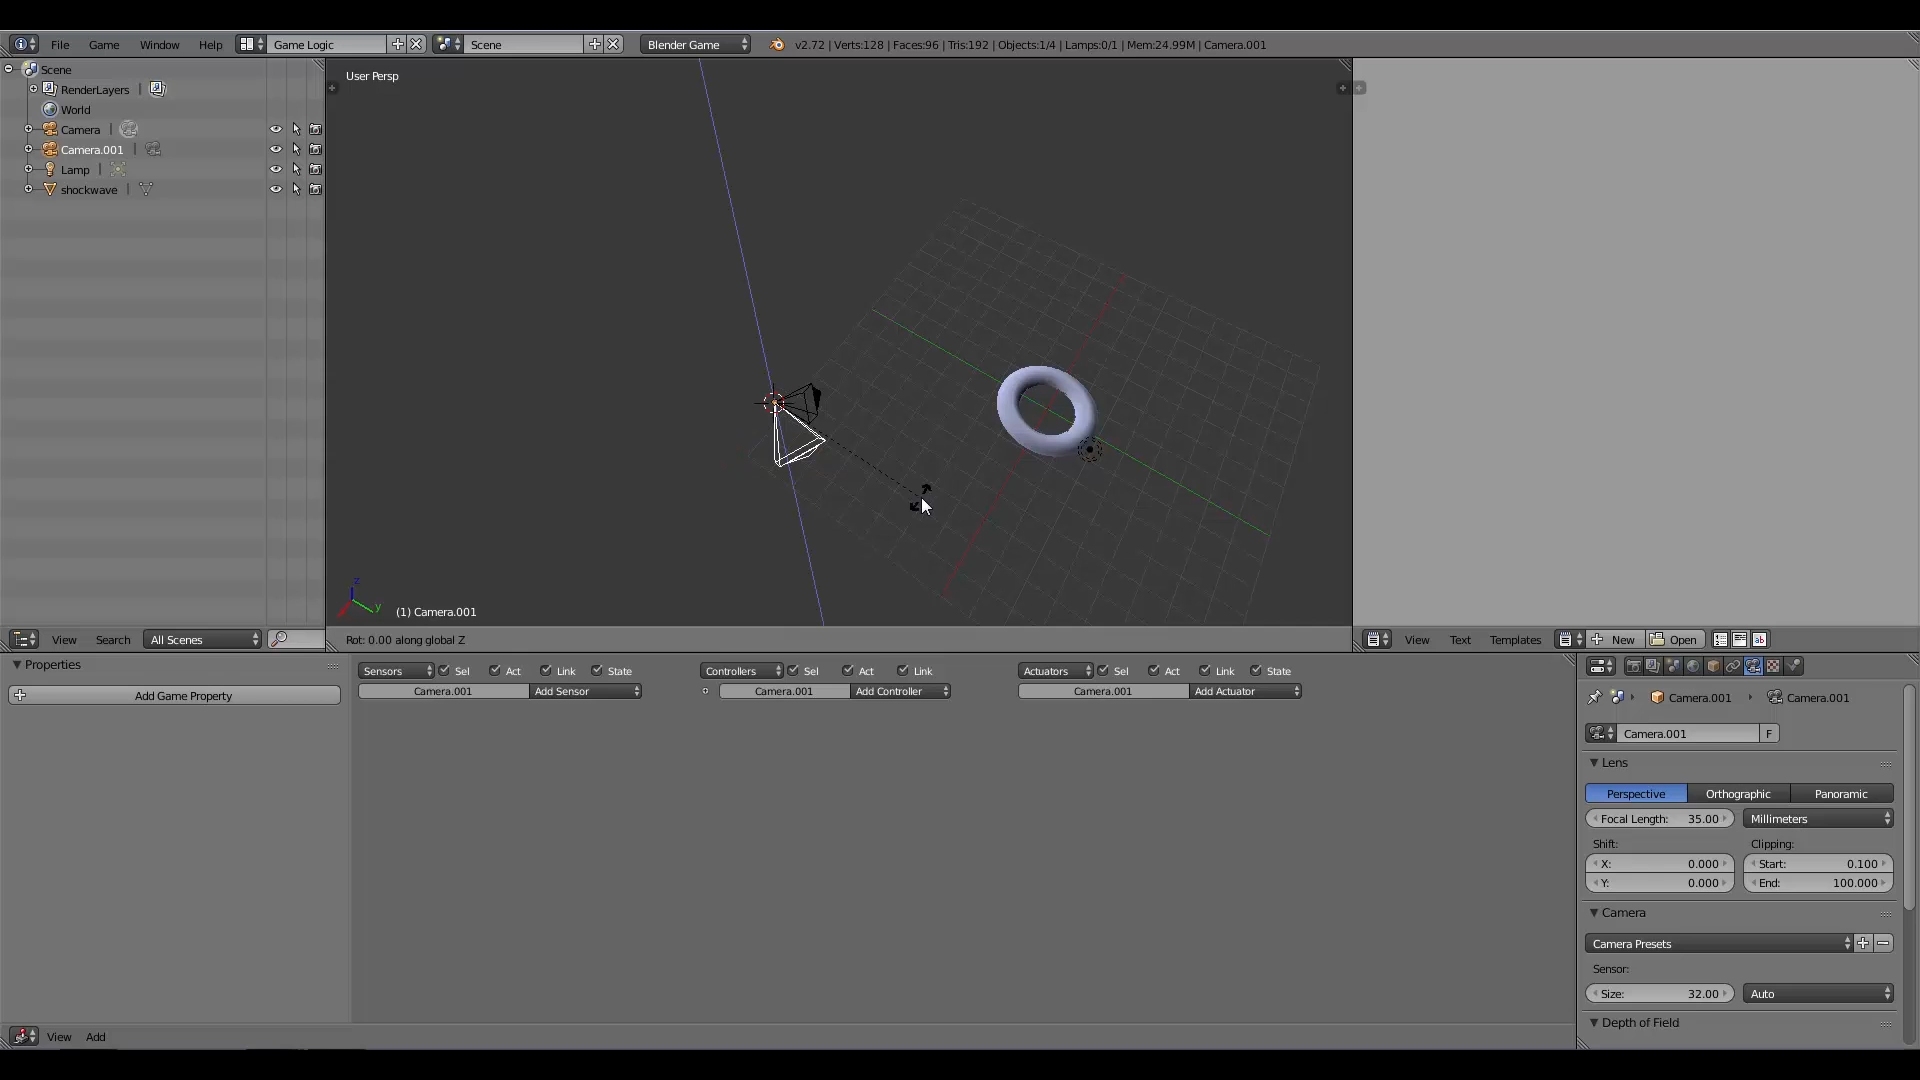 File Game Window Help Game Logic Scene Blender Game v2.72 | Verts:128 | Faces:96 | Tris:192 | Objects:1/4 | Lamps:0/1 | Mem:24.99M | Camera.001
Scene
RenderLayers |
World
Camera |
Camera.001 |
Lamp |
shockwave |
User Persp
z
y
(1) Camera.001
View Search All Scenes
Rot: 0.00 along global Z
View Text Templates New Open
Properties
Add Game Property
Sensors Sel Act Link State Controllers Sel Act Link Actuators Sel Act Link State
Camera.001 Add Sensor Camera.001 Add Controller Camera.001 Add Actuator
Camera.001 Camera.001
Camera.001 F
Lens
Perspective Orthographic Panoramic
Focal Length: 35.00 Millimeters
Shift: Clipping:
X: 0.000 Start: 0.100
Y: 0.000 End: 100.000
Camera
Camera Presets
Sensor:
Size: 32.00 Auto
Depth of Field
View Add